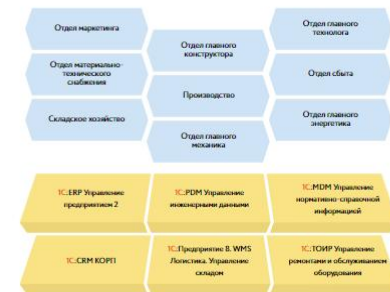 Отдел маркетинга
Отдел главного
конструктора
Отдел главного
технолога
Отдел материально-
технического
снабжения
Производство
Отдел сбыта
Складское хозяйство
Отдел главного
механика
Отдел главного
энергетика
1С:ERP Управление
предприятием 2
1С:PDM Управление
инженерными данными
1С:MDM Управление
нормативно-справочной
информацией
1С:CRM КОРП
1С:Предприятие 8. WMS
Логистика. Управление
складом
1С:ТОИР Управление
ремонтами и обслуживанием
оборудования